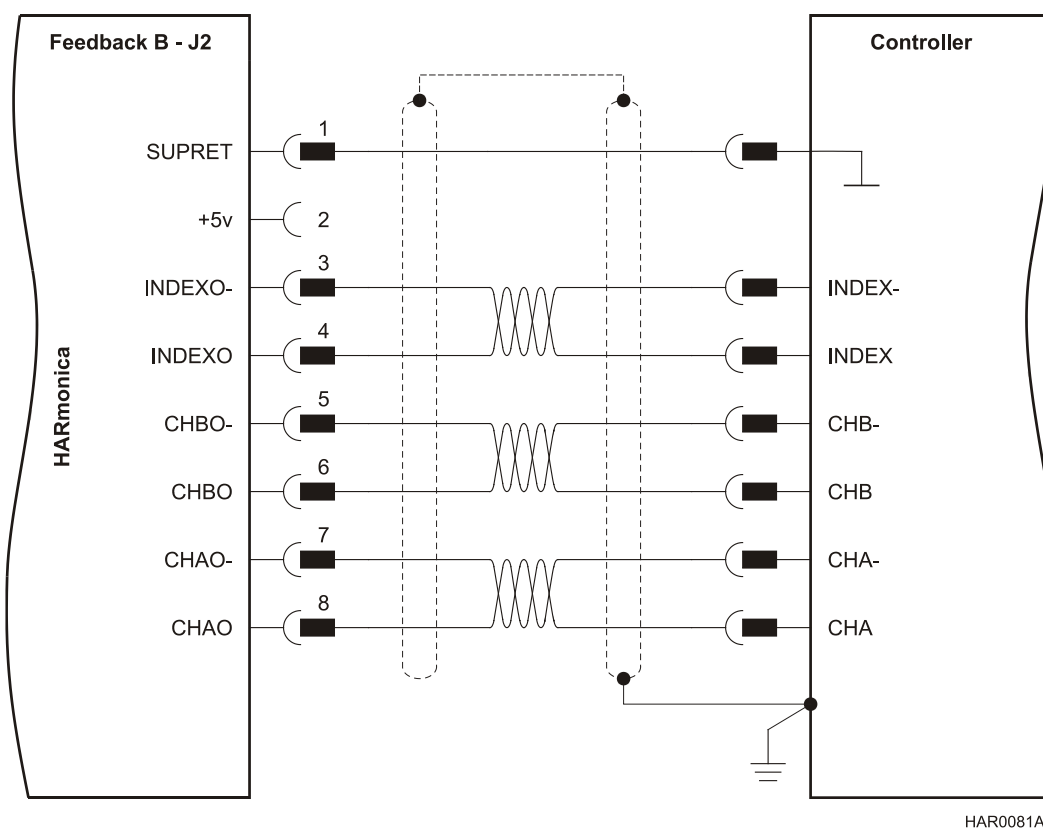 Feedback B - J2
Controller
SUPRET
1
+5v
2
INDEXO-
3
INDEX-
INDEXO
4
INDEX
HARmonica
CHBO-
5
CHB-
CHBO
6
CHB
CHAO-
7
CHA-
CHAO
8
CHA
HAR0081A